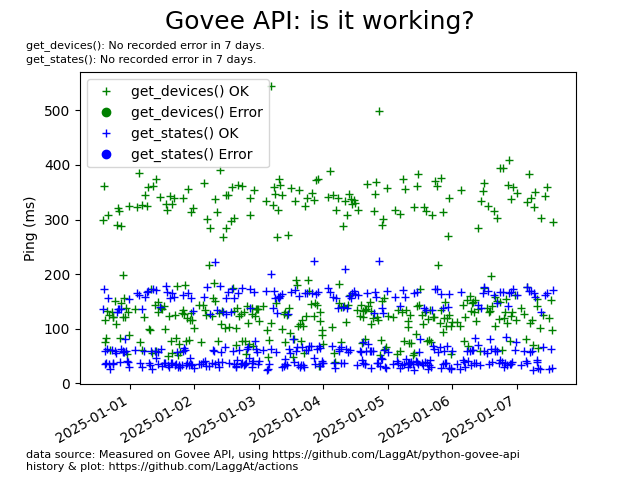 Govee API: is it working?
get_devices(): No recorded error in 7 days.
get_states(): No recorded error in 7 days.
get_devices() OK
get_devices() Error
get_states() OK
get_states() Error
Ping (ms)
500
400
300
200
100
0
2025-01-01
2025-01-02
2025-01-03
2025-01-04
2025-01-05
2025-01-06
2025-01-07
data source: Measured on Govee API, using https://github.com/LaggAt/python-govee-api
history & plot: https://github.com/LaggAt/actions